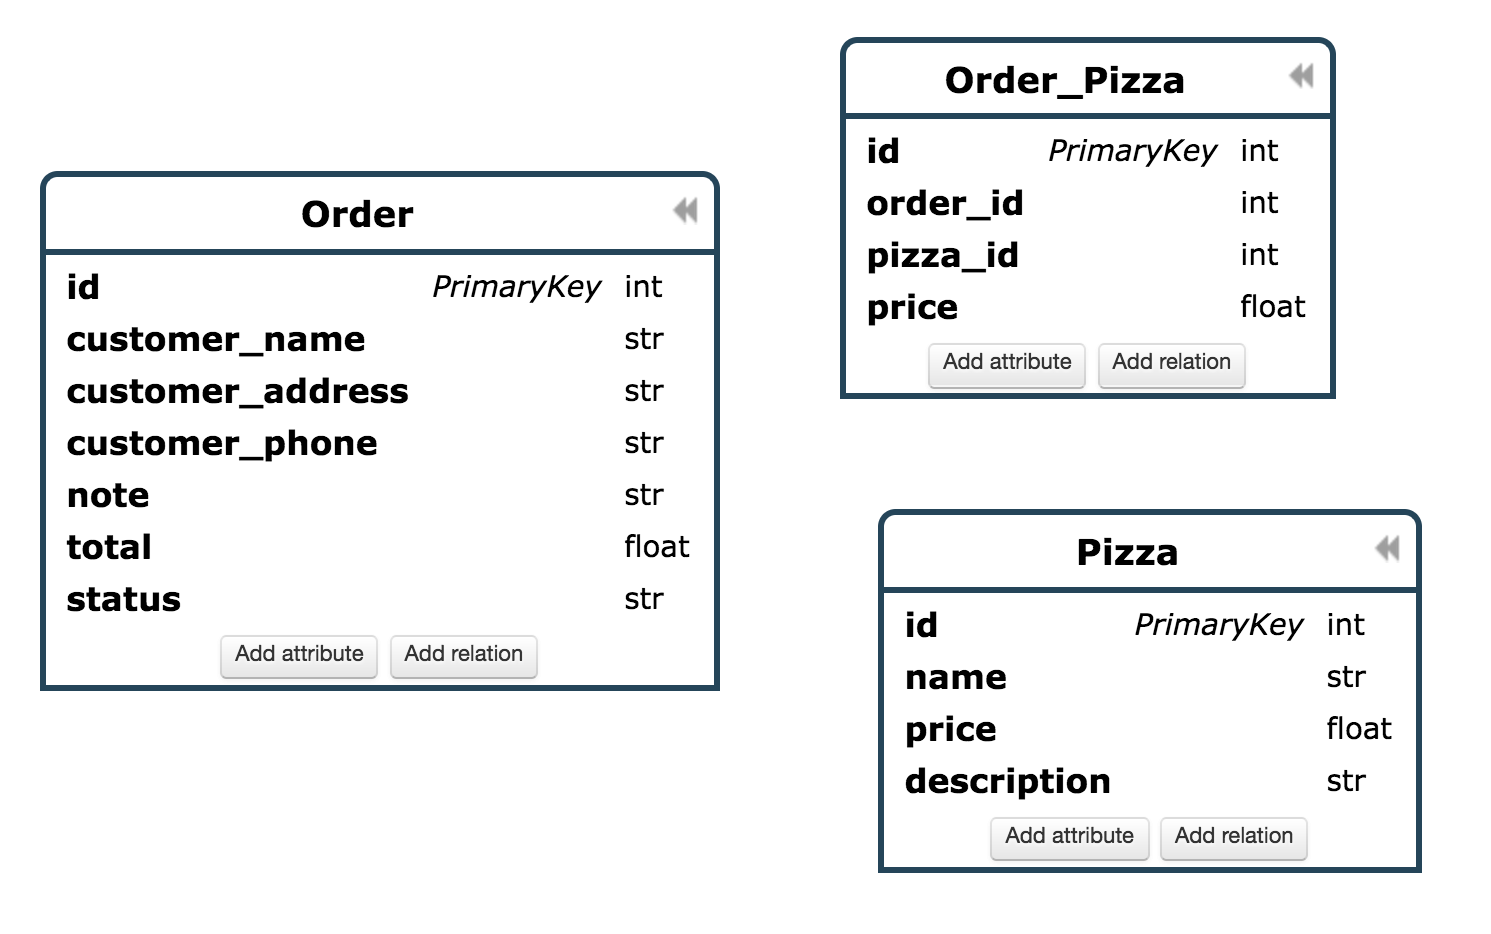 Order
id PrimaryKey int
customer_name str
customer_address str
customer_phone str
note str
total float
status str
Add attribute Add relation
Order_Pizza
id PrimaryKey int
order_id int
pizza_id int
price float
Add attribute Add relation
Pizza
id PrimaryKey int
name str
price float
description str
Add attribute Add relation